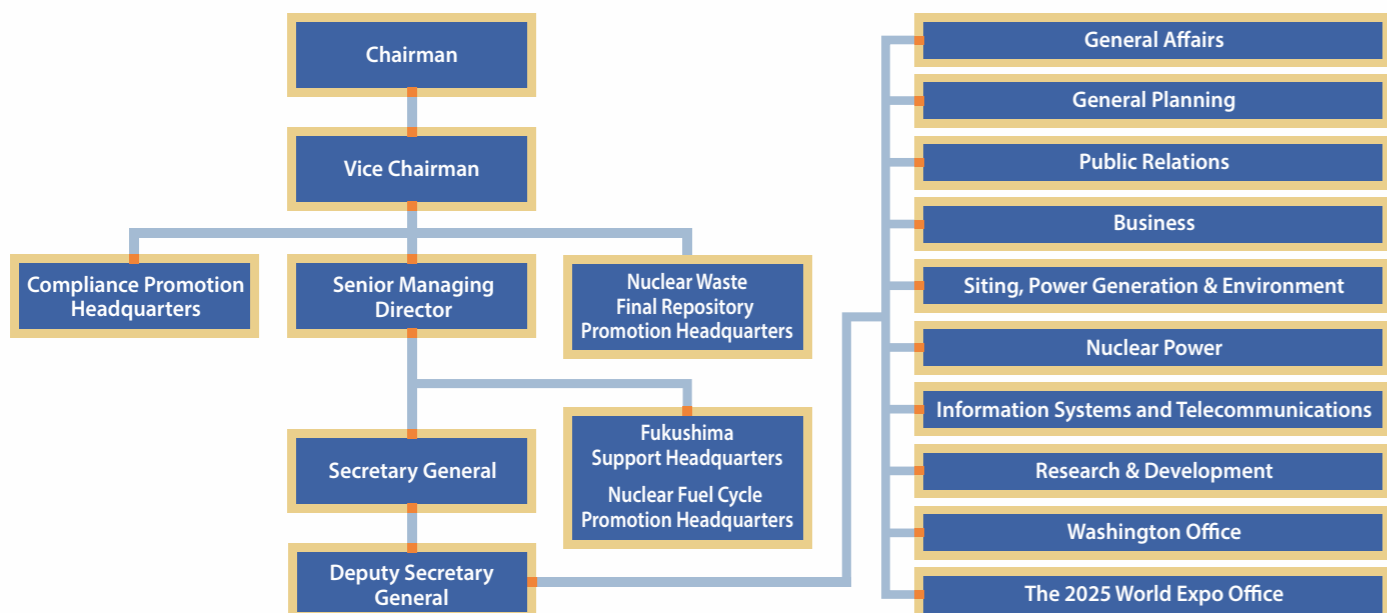 Chairman
Vice Chairman
Compliance Promotion
Headquarters
Senior Managing
Director
Nuclear Waste
Final Repository
Promotion Headquarters
Fukushima
Support Headquarters
Nuclear Fuel Cycle
Promotion Headquarters
Secretary General
Deputy Secretary
General
General Affairs
General Planning
Public Relations
Business
Siting, Power Generation & Environment
Nuclear Power
Information Systems and Telecommunications
Research & Development
Washington Office
The 2025 World Expo Office